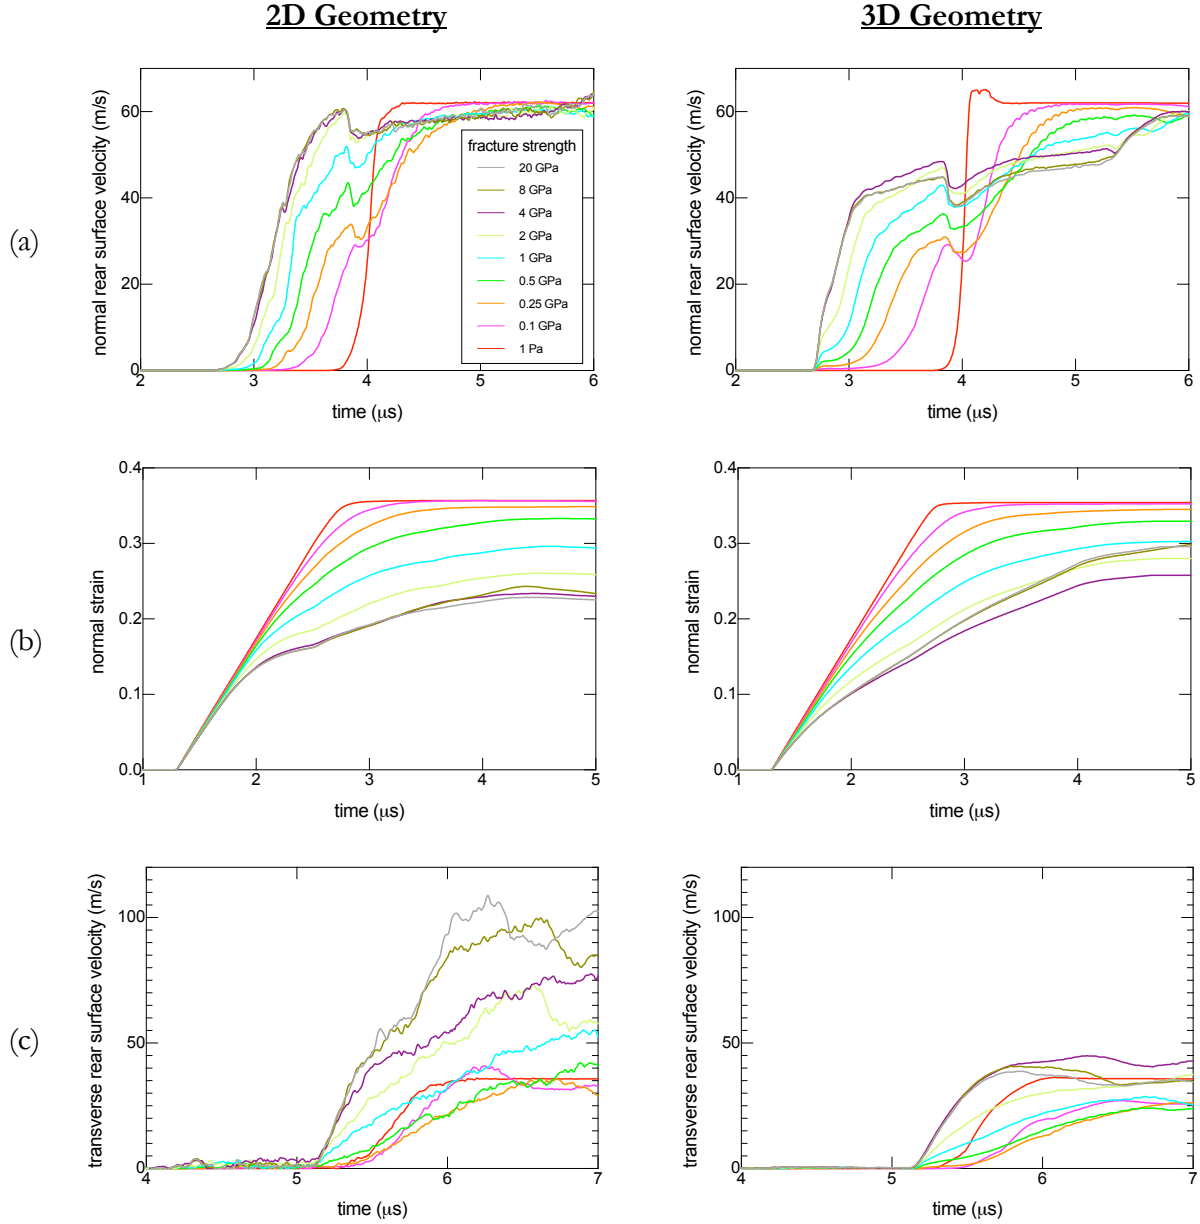 2D Geometry
3D Geometry
(a)
normal rear surface velocity (m/s)
60
40
20
0
2
3
4
5
6
time (μs)
fracture strength
20 GPa
8 GPa
4 GPa
2 GPa
1 GPa
0.5 GPa
0.25 GPa
0.1 GPa
1 Pa
normal rear surface velocity (m/s)
60
40
20
0
2
3
4
5
6
time (μs)
(b)
normal strain
0.4
0.3
0.2
0.1
0.0
1
2
3
4
5
time (μs)
normal strain
0.4
0.3
0.2
0.1
0.0
1
2
3
4
5
time (μs)
(c)
transverse rear surface velocity (m/s)
100
50
0
4
5
6
7
time (μs)
transverse rear surface velocity (m/s)
100
50
0
4
5
6
7
time (μs)